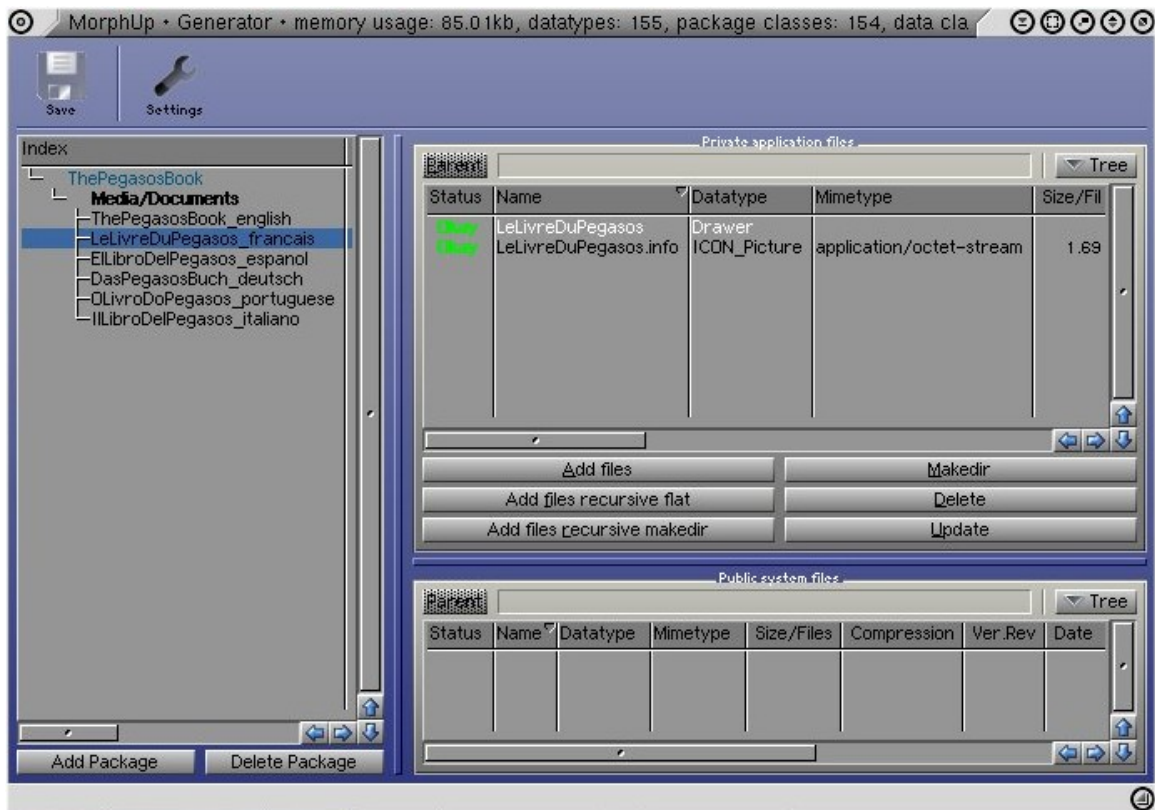 MorphUp • Generator • memory usage: 85.01kb, datatypes: 155, package classes: 154, data cla
Save
Settings
Index
ThePegasosBook
Media/Documents
ThePegasosBook_english
LeLivreDuPegasos_francais
ElLibroDelPegasos_espanol
DasPegasosBuch_deutsch
OLivroDoPegasos_portuguese
IlLibroDelPegasos_italiano
Add Package
Delete Package
Private application files
Parent
Tree
Status Name Datatype Mimetype Size/Fil
Okay LeLivreDuPegasos Drawer
Okay LeLivreDuPegasos.info ICON_Picture application/octet-stream 1.69
Add files
Makedir
Add files recursive flat
Delete
Add files recursive makedir
Update
Public system files
Parent
Tree
Status Name Datatype Mimetype Size/Files Compression Ver.Rev Date